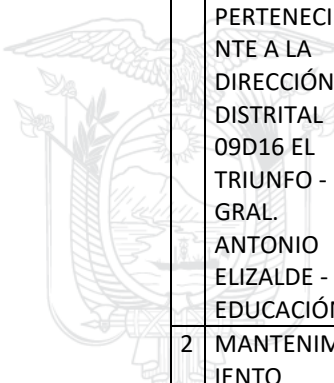 PERTENECI
NTE A LA
DIRECCIÓN
DISTRITAL
09D16 EL
TRIUNFO -
GRAL.
ANTONIO
ELIZALDE -
EDUCACIÓN
2 MANTENIM
IENTO